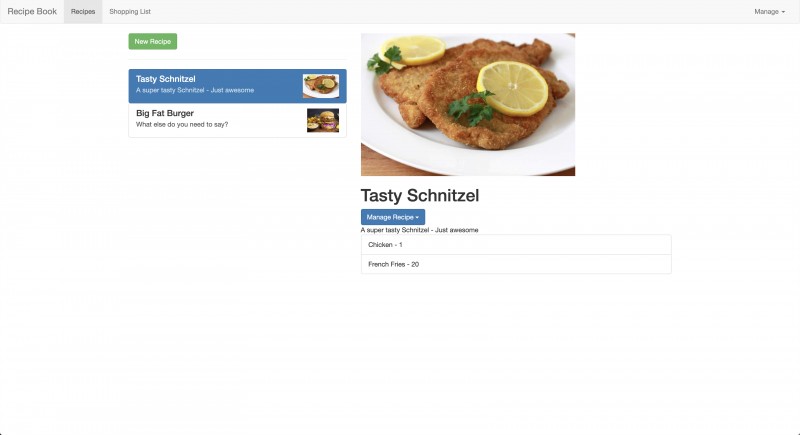 Recipe Book Recipes Shopping List Manage
New Recipe
Tasty Schnitzel
A super tasty Schnitzel - Just awesome
Big Fat Burger
What else do you need to say?
Tasty Schnitzel
Manage Recipe
A super tasty Schnitzel - Just awesome
Chicken - 1
French Fries - 20